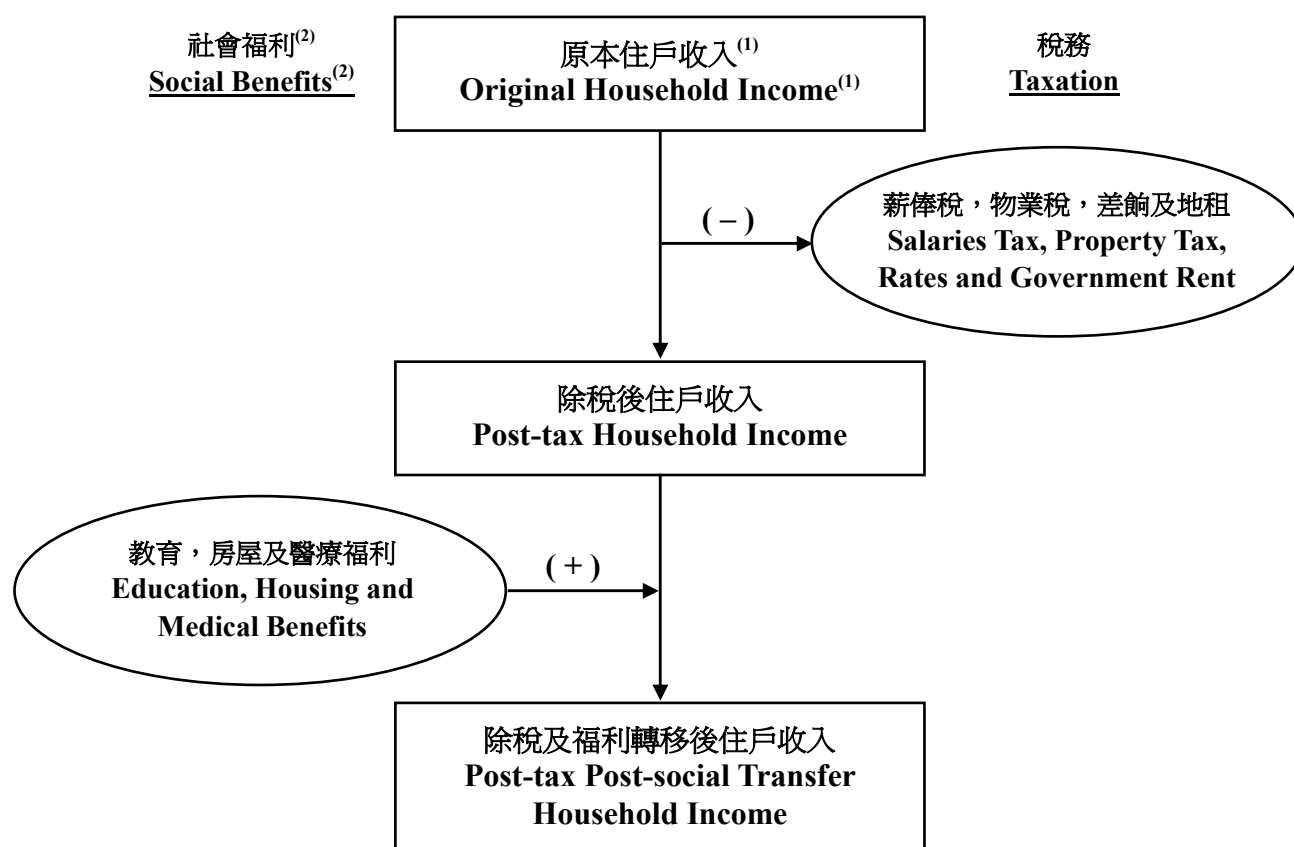 社會福利(2)
Social Benefits(2)
原本住戶收入(1)
Original Household Income(1)
稅務
Taxation
( – )
薪俸稅，物業稅，差餉及地租
Salaries Tax, Property Tax,
Rates and Government Rent
除稅後住戶收入
Post-tax Household Income
教育，房屋及醫療福利
Education, Housing and
Medical Benefits
( + )
除稅及福利轉移後住戶收入
Post-tax Post-social Transfer
Household Income